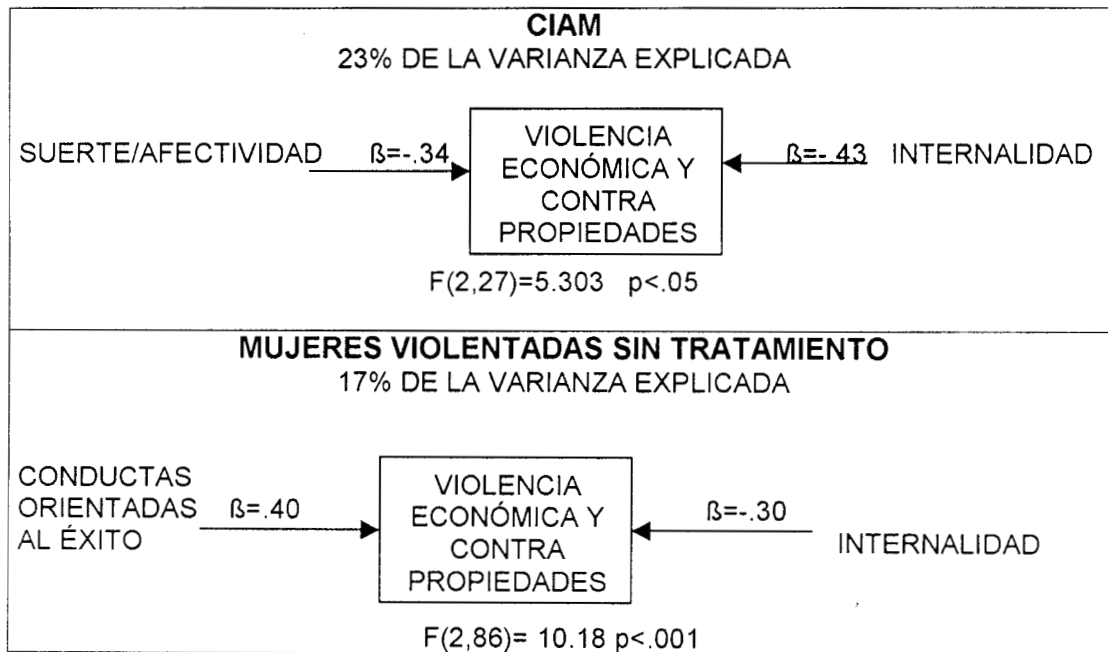 CIAM
23% DE LA VARIANZA EXPLICADA
SUERTE/AFECTIVIDAD
ß=-.34
VIOLENCIA
ECONÓMICA Y
CONTRA
PROPIEDADES
ß=-.43
INTERNALIDAD
F(2,27)=5.303 p<.05
MUJERES VIOLENTADAS SIN TRATAMIENTO
17% DE LA VARIANZA EXPLICADA
CONDUCTAS
ORIENTADAS
AL ÉXITO
ß=.40
VIOLENCIA
ECONÓMICA Y
CONTRA
PROPIEDADES
ß=-.30
INTERNALIDAD
F(2,86)= 10.18 p<.001